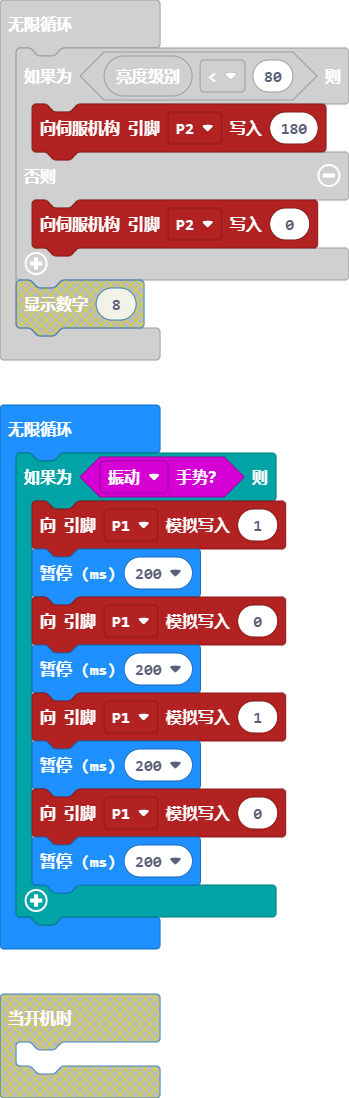 无限循环
如果为 亮度级别 < 80 则
向伺服机构 引脚 P2 写入 180
否则
向伺服机构 引脚 P2 写入 0
显示数字 8
无限循环
如果为 振动 手势? 则
向 引脚 P1 模拟写入 1
暂停 (ms) 200
向 引脚 P1 模拟写入 0
暂停 (ms) 200
向 引脚 P1 模拟写入 1
暂停 (ms) 200
向 引脚 P1 模拟写入 0
暂停 (ms) 200
当开机时